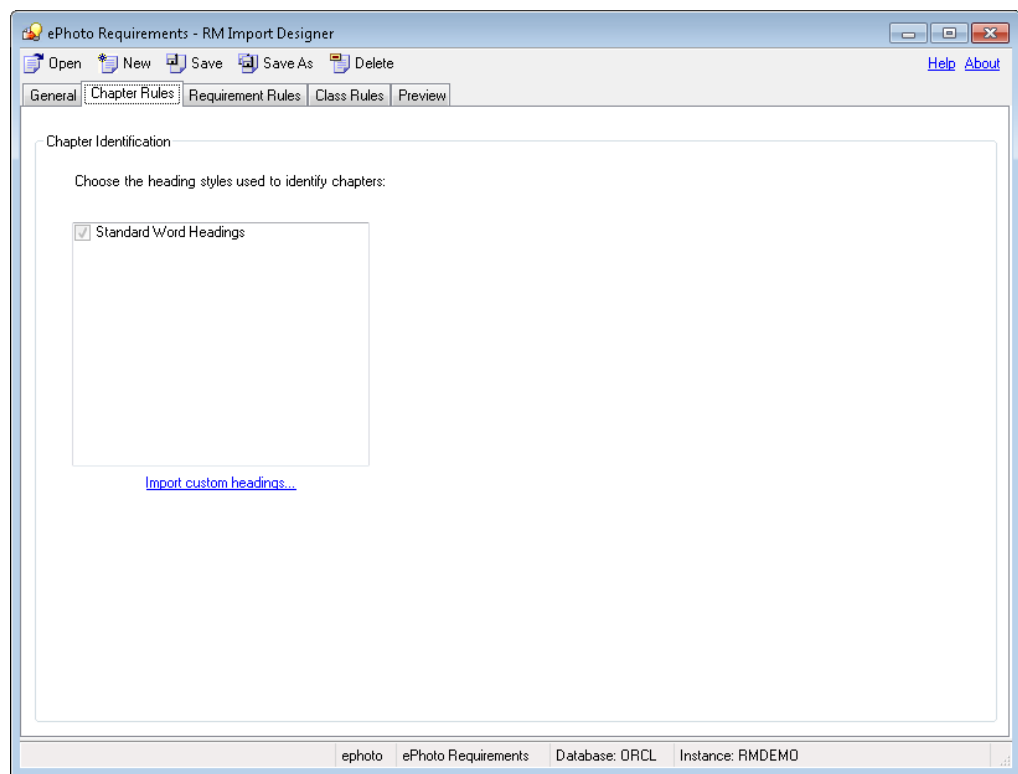 ePhoto Requirements - RM Import Designer
Open New Save Save As Delete Help About
General Chapter Rules Requirement Rules Class Rules Preview
Chapter Identification
Choose the heading styles used to identify chapters:
Standard Word Headings
Import custom headings...
ephoto ePhoto Requirements Database: ORCL Instance: RMDEMO